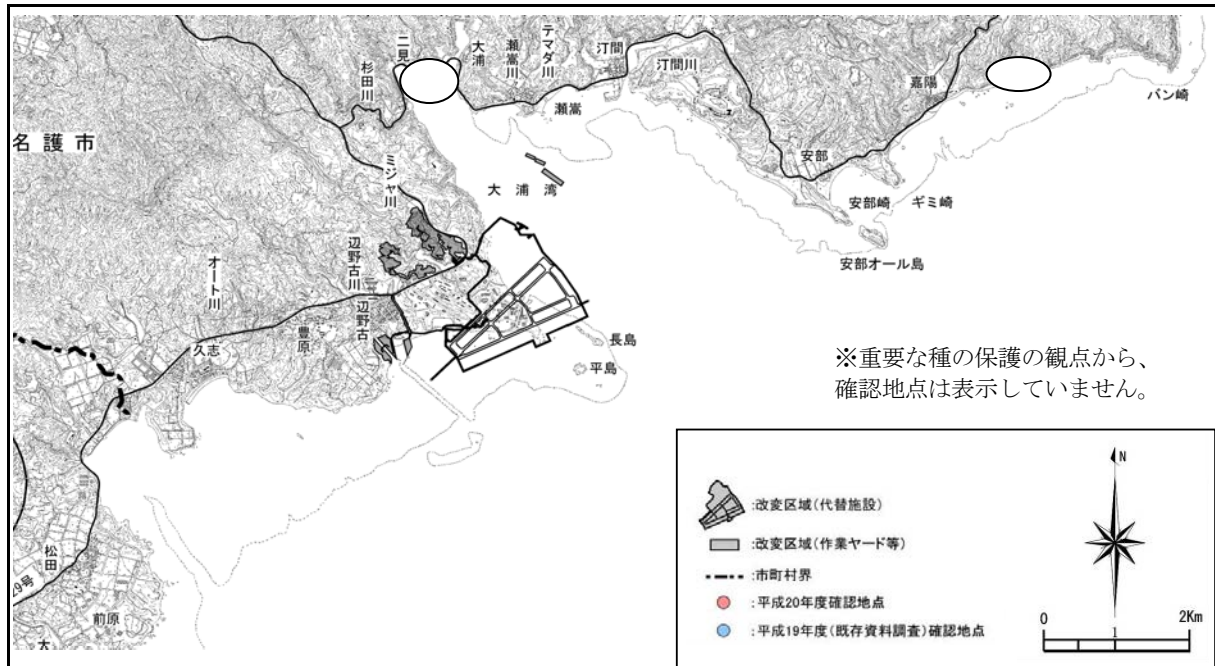 二見
大浦
瀬嵩川
テマダ川
汀間
杉田川
汀間川
嘉陽
バン崎
瀬嵩
名護市
ミジャ川
安部
大浦湾
安部崎
ギミ崎
安部オール島
辺野古川
オート川
辺野古
豊原
久志
長島
平島
※重要な種の保護の観点から、
確認地点は表示していません。
松田
29号
前原
大
N
:改変区域(代替施設)
:改変区域(作業ヤード等)
:市町村界
:平成20年度確認地点
:平成19年度(既存資料調査)確認地点
0 1 2Km